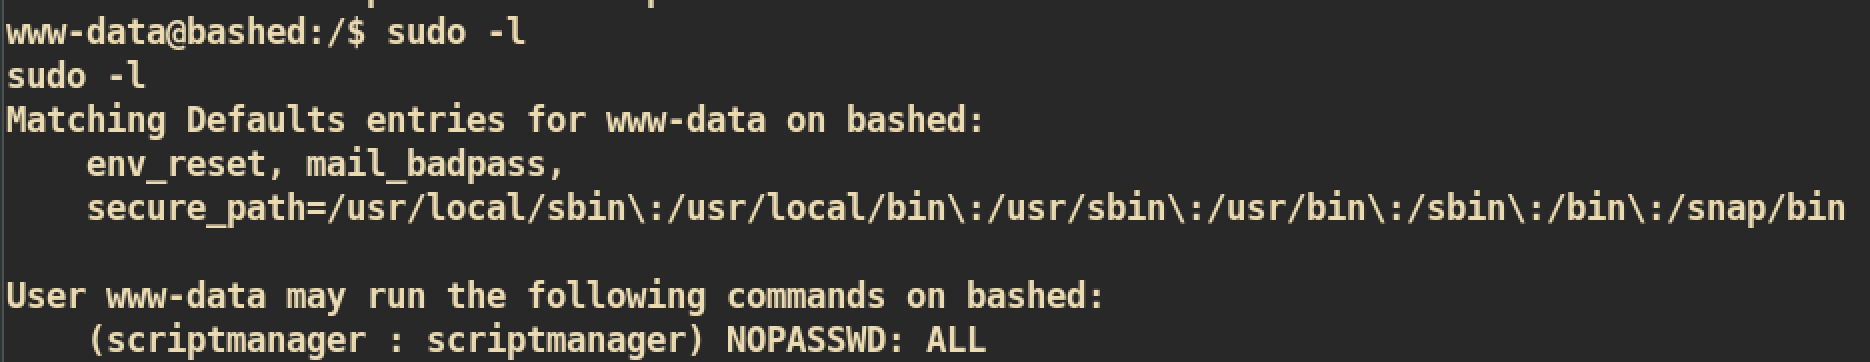 www-data@bashed:/$ sudo -l
sudo -l
Matching Defaults entries for www-data on bashed:
    env_reset, mail_badpass,
    secure_path=/usr/local/sbin\:/usr/local/bin\:/usr/sbin\:/usr/bin\:/sbin\:/bin\:/snap/bin

User www-data may run the following commands on bashed:
    (scriptmanager : scriptmanager) NOPASSWD: ALL